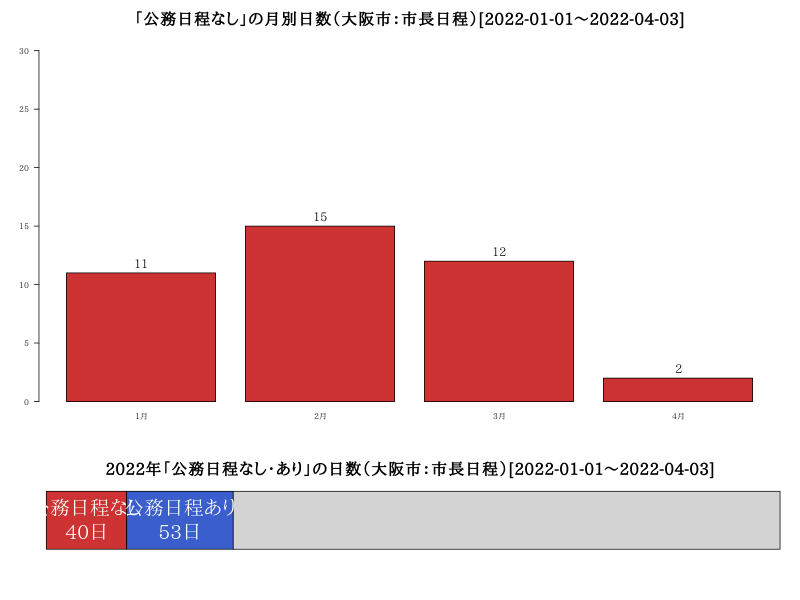 「公務日程なし」の月別日数（大阪市：市長日程）[2022-01-01～2022-04-03]
30
25
20
15
10
5
0
11
15
12
2
1月
2月
3月
4月
2022年「公務日程なし・あり」の日数（大阪市：市長日程）[2022-01-01～2022-04-03]
務日程な
40日
公務日程あり
53日